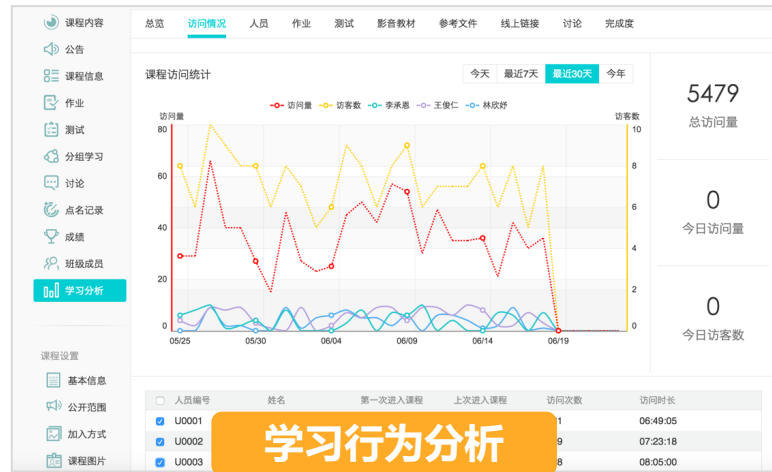 课程内容
公告
课程信息
作业
测试
分组学习
讨论
点名记录
成绩
班级成员
学习分析
课程设置
基本信息
公开范围
加入方式
课程图片
总览 访问情况 人员 作业 测试 影音教材 参考文件 线上链接 讨论 完成度
课程访问统计
今天 最近7天 最近30天 今年
访问量 访客数 李承恩 王俊仁 林欣妤
访问量 访客数
80 10
60 8
6
40
4
20
2
0 0
05/25 05/30 06/04 06/09 06/14 06/19
5479
总访问量
0
今日访问量
0
今日访客数
人员编号 姓名 第一次进入课程 上次进入课程 访问次数 访问时长
U0001 06:49:05
U0002 07:23:18
U0003 08:05:00
学习行为分析